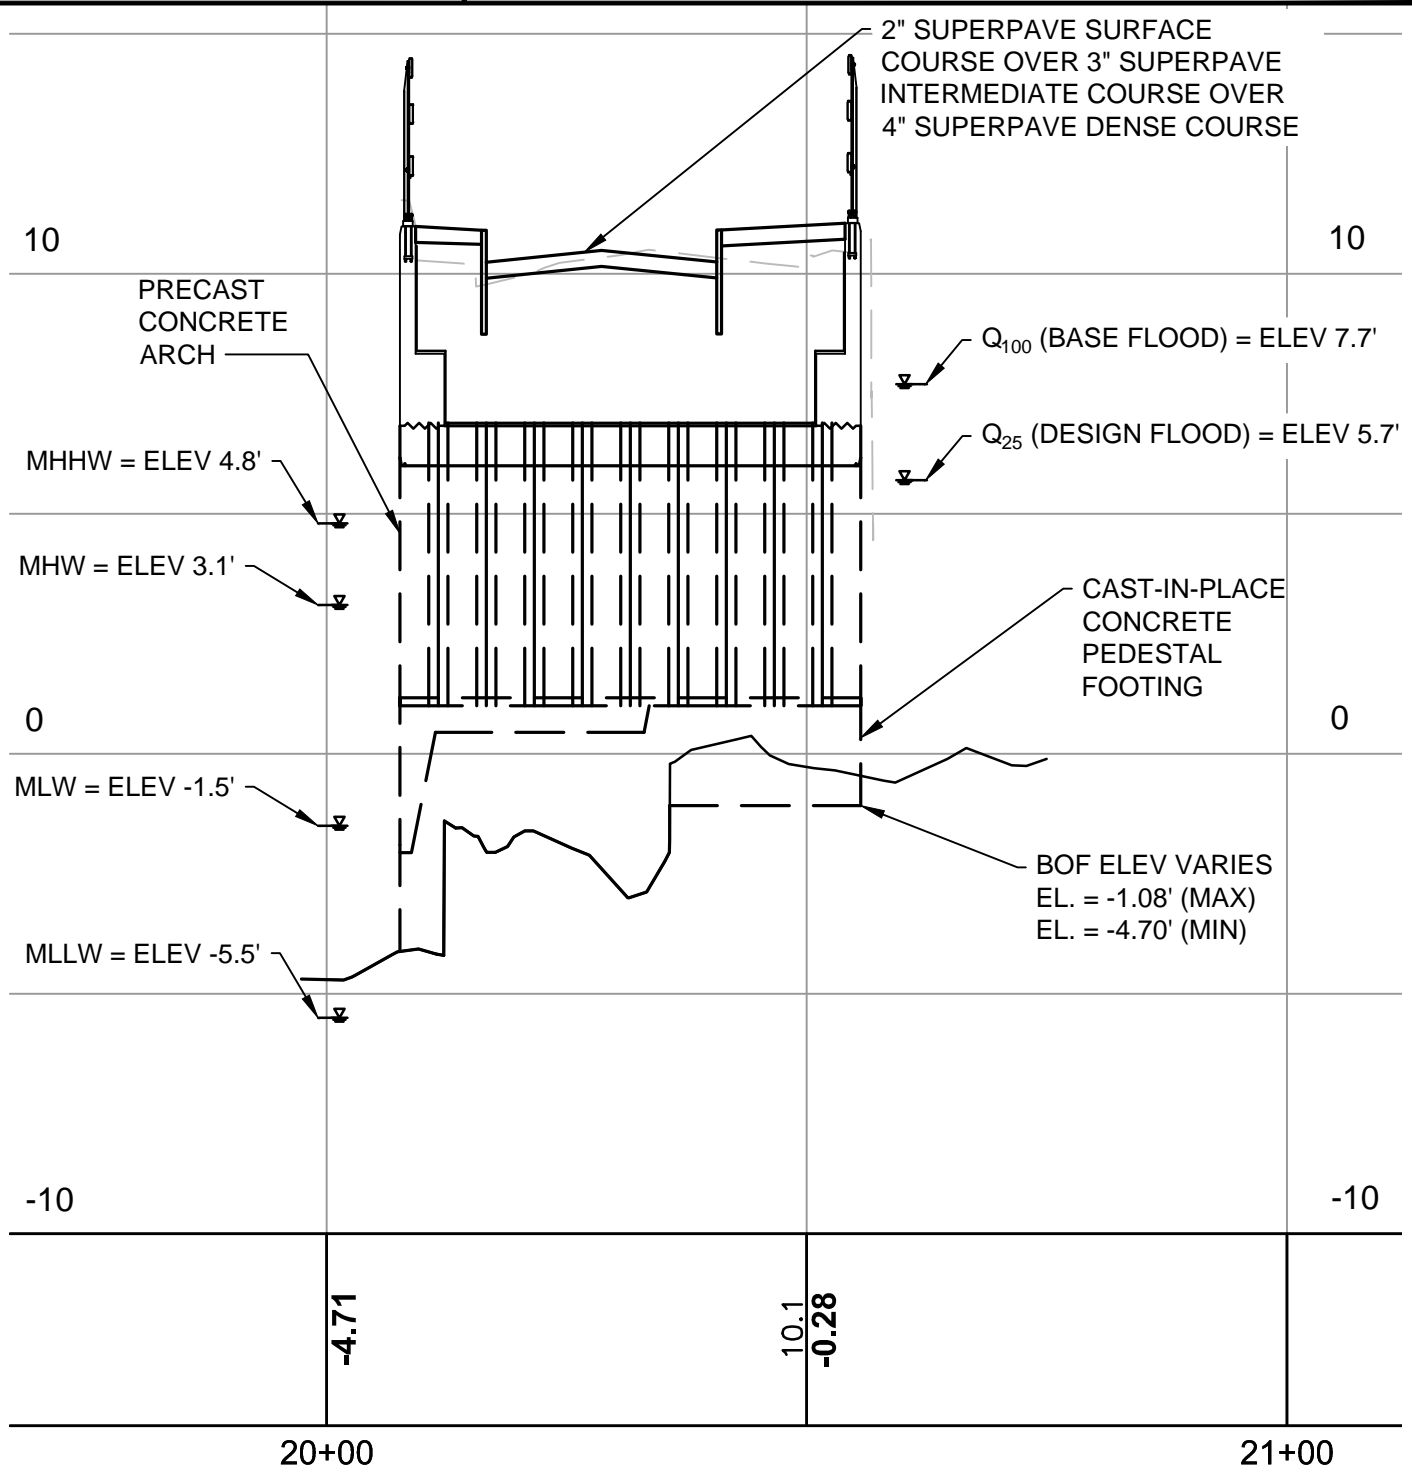 2" SUPERPAVE SURFACE
COURSE OVER 3" SUPERPAVE
INTERMEDIATE COURSE OVER
4" SUPERPAVE DENSE COURSE
10
10
PRECAST
CONCRETE
ARCH
Q100 (BASE FLOOD) = ELEV 7.7'
Q25 (DESIGN FLOOD) = ELEV 5.7'
MHHW = ELEV 4.8'
MHW = ELEV 3.1'
CAST-IN-PLACE
CONCRETE
PEDESTAL
FOOTING
0
0
MLW = ELEV -1.5'
BOF ELEV VARIES
EL. = -1.08' (MAX)
EL. = -4.70' (MIN)
MLLW = ELEV -5.5'
-10
-10
-4.71
10.1
-0.28
20+00
21+00